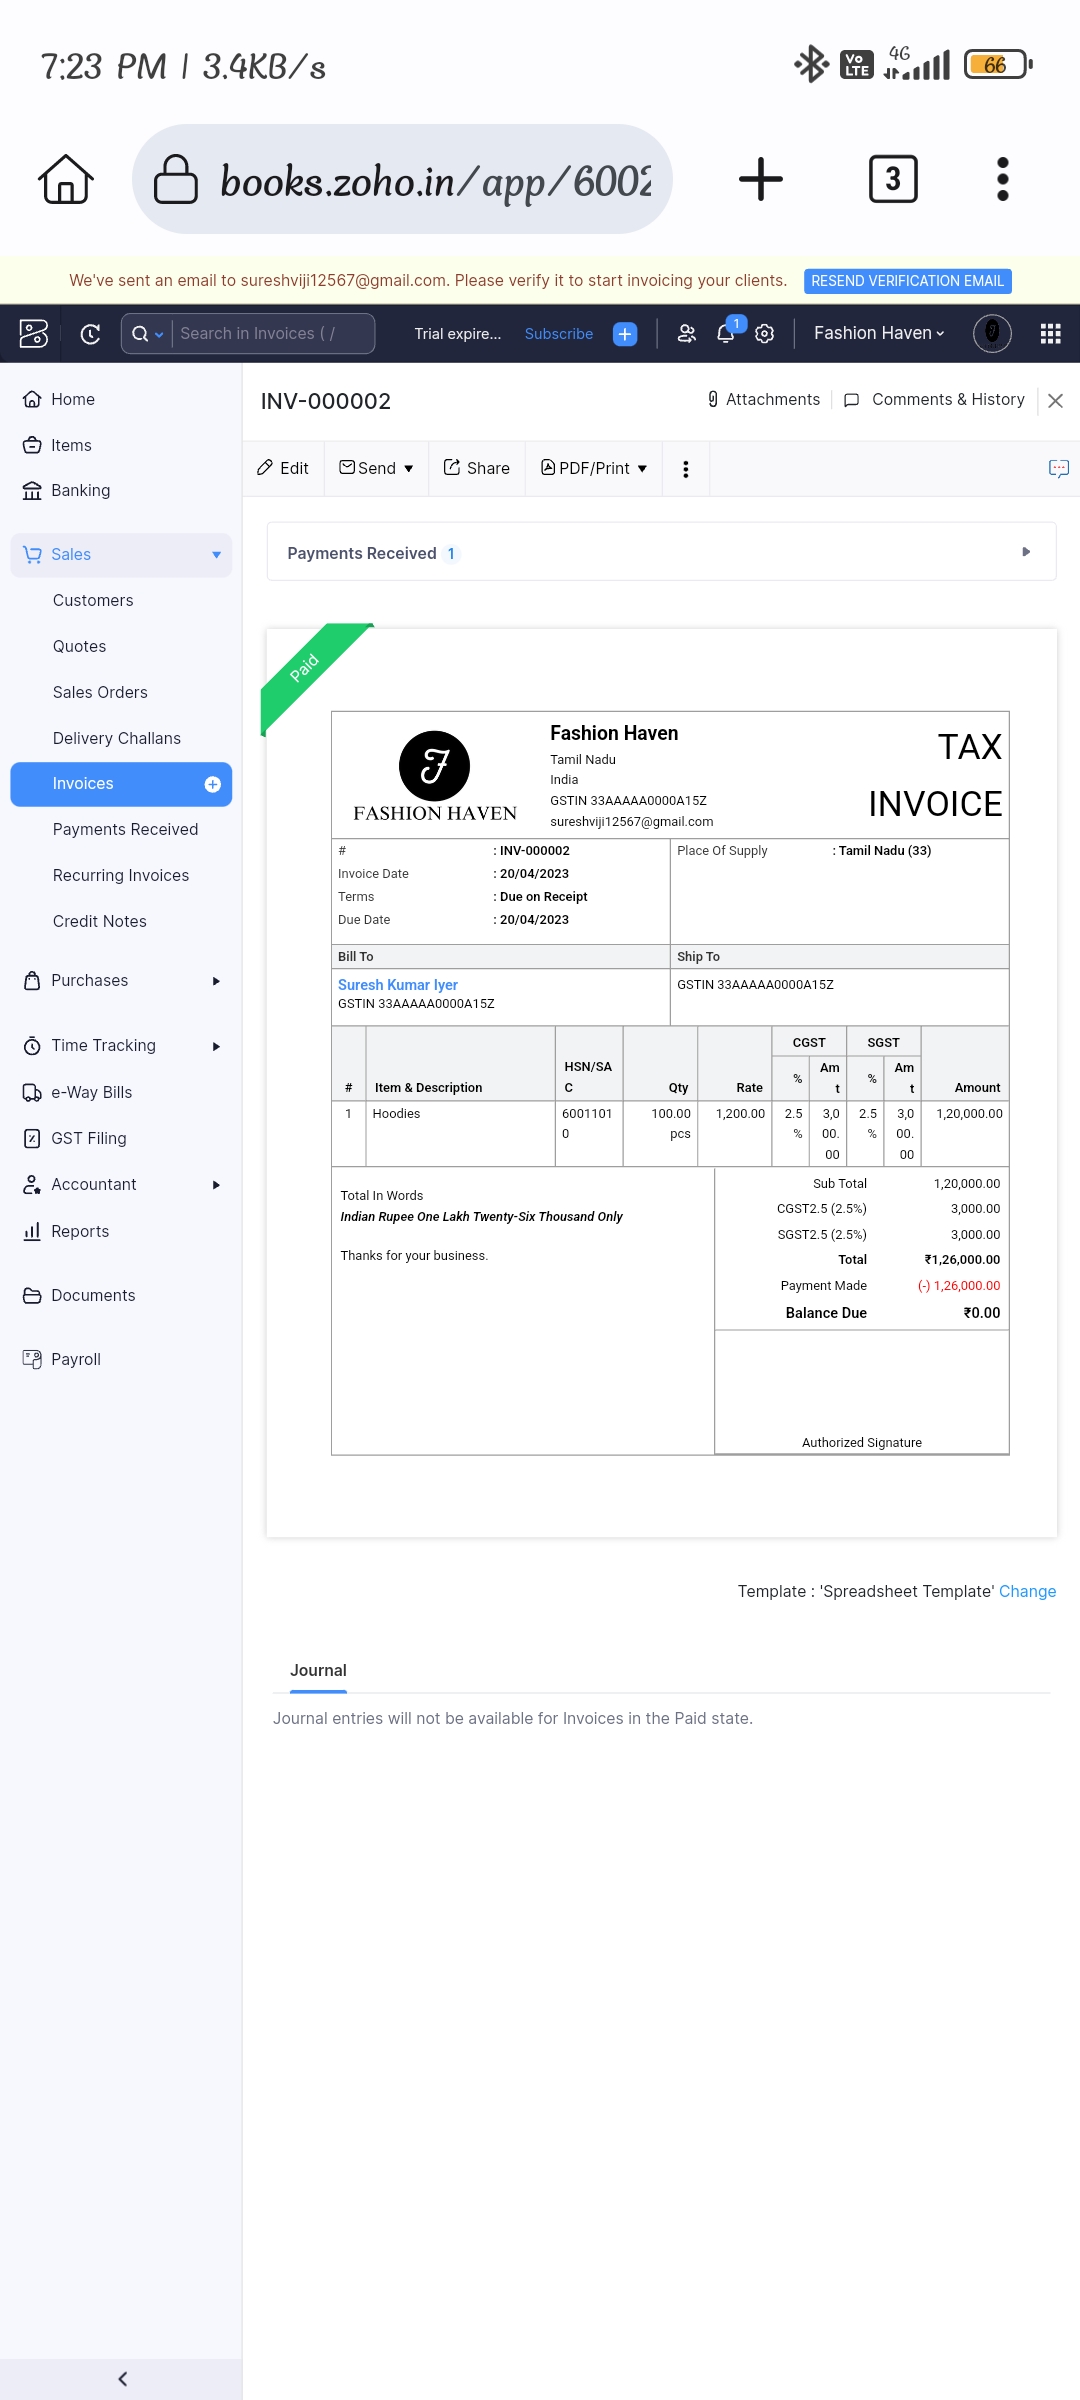 7:23 PM | 3.4KB/s
Vo LTE 4G 66
books.zoho.in/app/6002
3
We've sent an email to sureshviji12567@gmail.com. Please verify it to start invoicing your clients. RESEND VERIFICATION EMAIL
Search in Invoices ( / Trial expire... Subscribe 1 Fashion Haven
Home
Items
Banking
Sales
Customers
Quotes
Sales Orders
Delivery Challans
Invoices
Payments Received
Recurring Invoices
Credit Notes
Purchases
Time Tracking
e-Way Bills
GST Filing
Accountant
Reports
Documents
Payroll
INV-000002 Attachments Comments & History
Edit Send Share PDF/Print
Payments Received 1
Paid
FASHION HAVEN
Fashion Haven
Tamil Nadu
India
GSTIN 33AAAAA0000A15Z
sureshviji12567@gmail.com
TAX
INVOICE
# : INV-000002
Invoice Date : 20/04/2023
Terms : Due on Receipt
Due Date : 20/04/2023
Place Of Supply : Tamil Nadu (33)
Bill To Ship To
Suresh Kumar Iyer
GSTIN 33AAAAA0000A15Z
GSTIN 33AAAAA0000A15Z
CGST SGST
HSN/SA % Am % Am
# Item & Description C Qty Rate t t Amount
1 Hoodies 6001101 100.00 1,200.00 2.5 3,0 2.5 3,0 1,20,000.00
0 pcs % 00. % 00.
00 00
Total In Words
Indian Rupee One Lakh Twenty-Six Thousand Only
Thanks for your business.
Sub Total 1,20,000.00
CGST2.5 (2.5%) 3,000.00
SGST2.5 (2.5%) 3,000.00
Total ₹1,26,000.00
Payment Made (-) 1,26,000.00
Balance Due ₹0.00
Authorized Signature
Template : 'Spreadsheet Template' Change
Journal
Journal entries will not be available for Invoices in the Paid state.